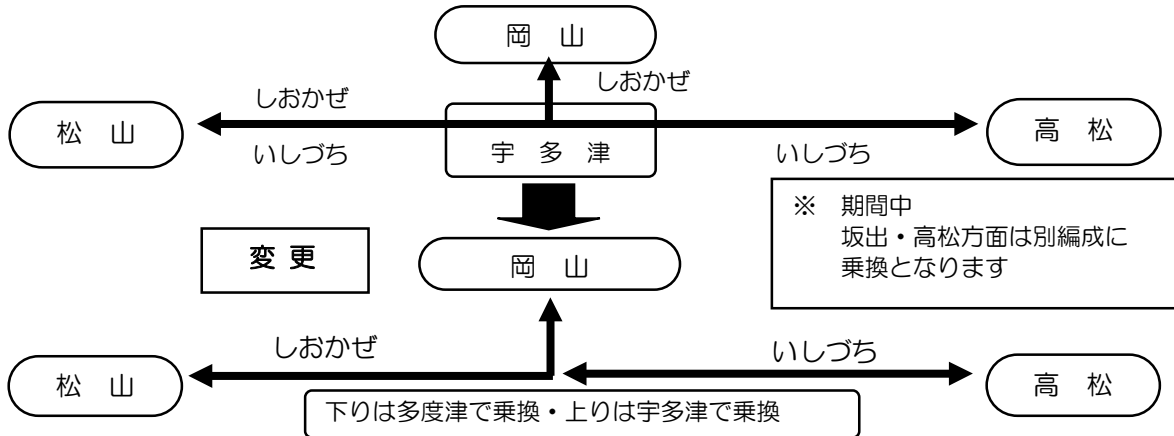 岡　山
しおかぜ
しおかぜ
松　山
高　松
いしづち
宇　多　津
いしづち
※　期間中
坂出・高松方面は別編成に
乗換となります
変 更
岡　山
しおかぜ
いしづち
松　山
高　松
下りは多度津で乗換・上りは宇多津で乗換